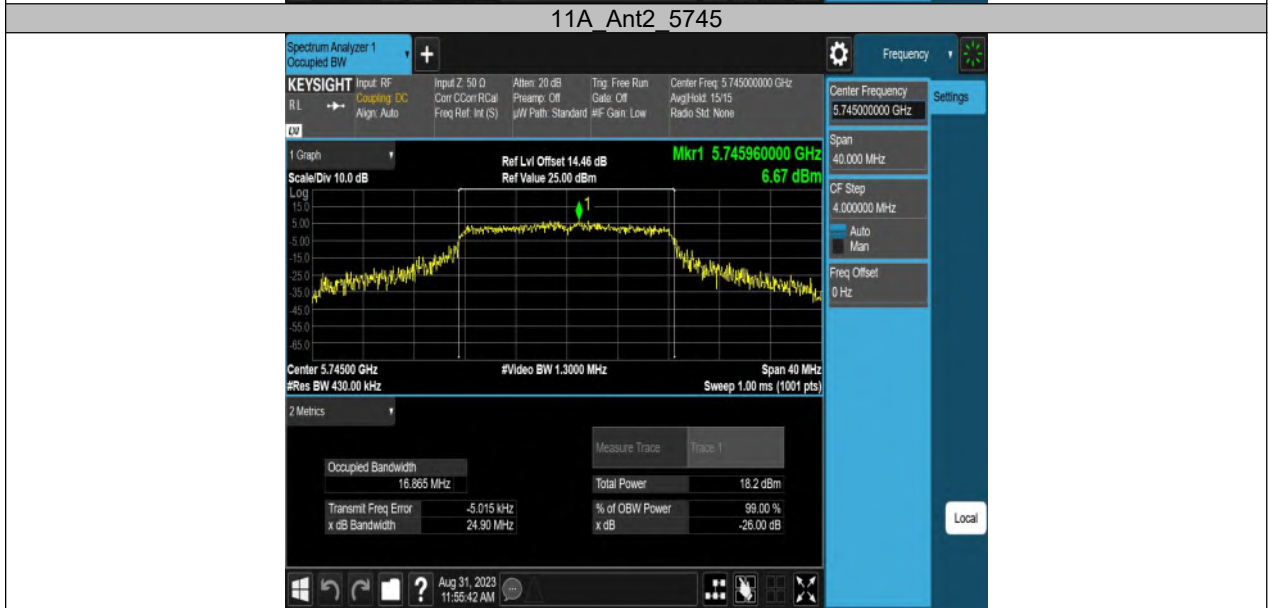 11A_Ant2_5745
Spectrum Analyzer 1
Occupied BW
+
Frequency
KEYSIGHT
R L
LXI
Input: RF
Coupling: DC
Align: Auto
Input Z: 50 Ω
Corr CCorr RCal
Freq Ref: Int (S)
Atten: 20 dB
Preamp: Off
µW Path: Standard
Trig: Free Run
Gate: Off
#IF Gain: Low
Center Freq: 5.745000000 GHz
Avg|Hold: 15/15
Radio Std: None
Center Frequency
5.745000000 GHz
Settings
Span
40.000 MHz
CF Step
4.000000 MHz
Auto
Man
Freq Offset
0 Hz
1 Graph
Scale/Div 10.0 dB
Ref Lvl Offset 14.46 dB
Ref Value 25.00 dBm
Mkr1 5.745960000 GHz
6.67 dBm
Log
15.0
5.00
-5.00
-15.0
-25.0
-35.0
-45.0
-55.0
-65.0
1
Center 5.74500 GHz
#Video BW 1.3000 MHz
Span 40 MHz
#Res BW 430.00 kHz
Sweep 1.00 ms (1001 pts)
2 Metrics
Measure Trace
Trace 1
Occupied Bandwidth
16.865 MHz
Total Power
18.2 dBm
Transmit Freq Error
-5.015 kHz
% of OBW Power
99.00 %
x dB Bandwidth
24.90 MHz
x dB
-26.00 dB
Local
?
Aug 31, 2023
11:55:42 AM